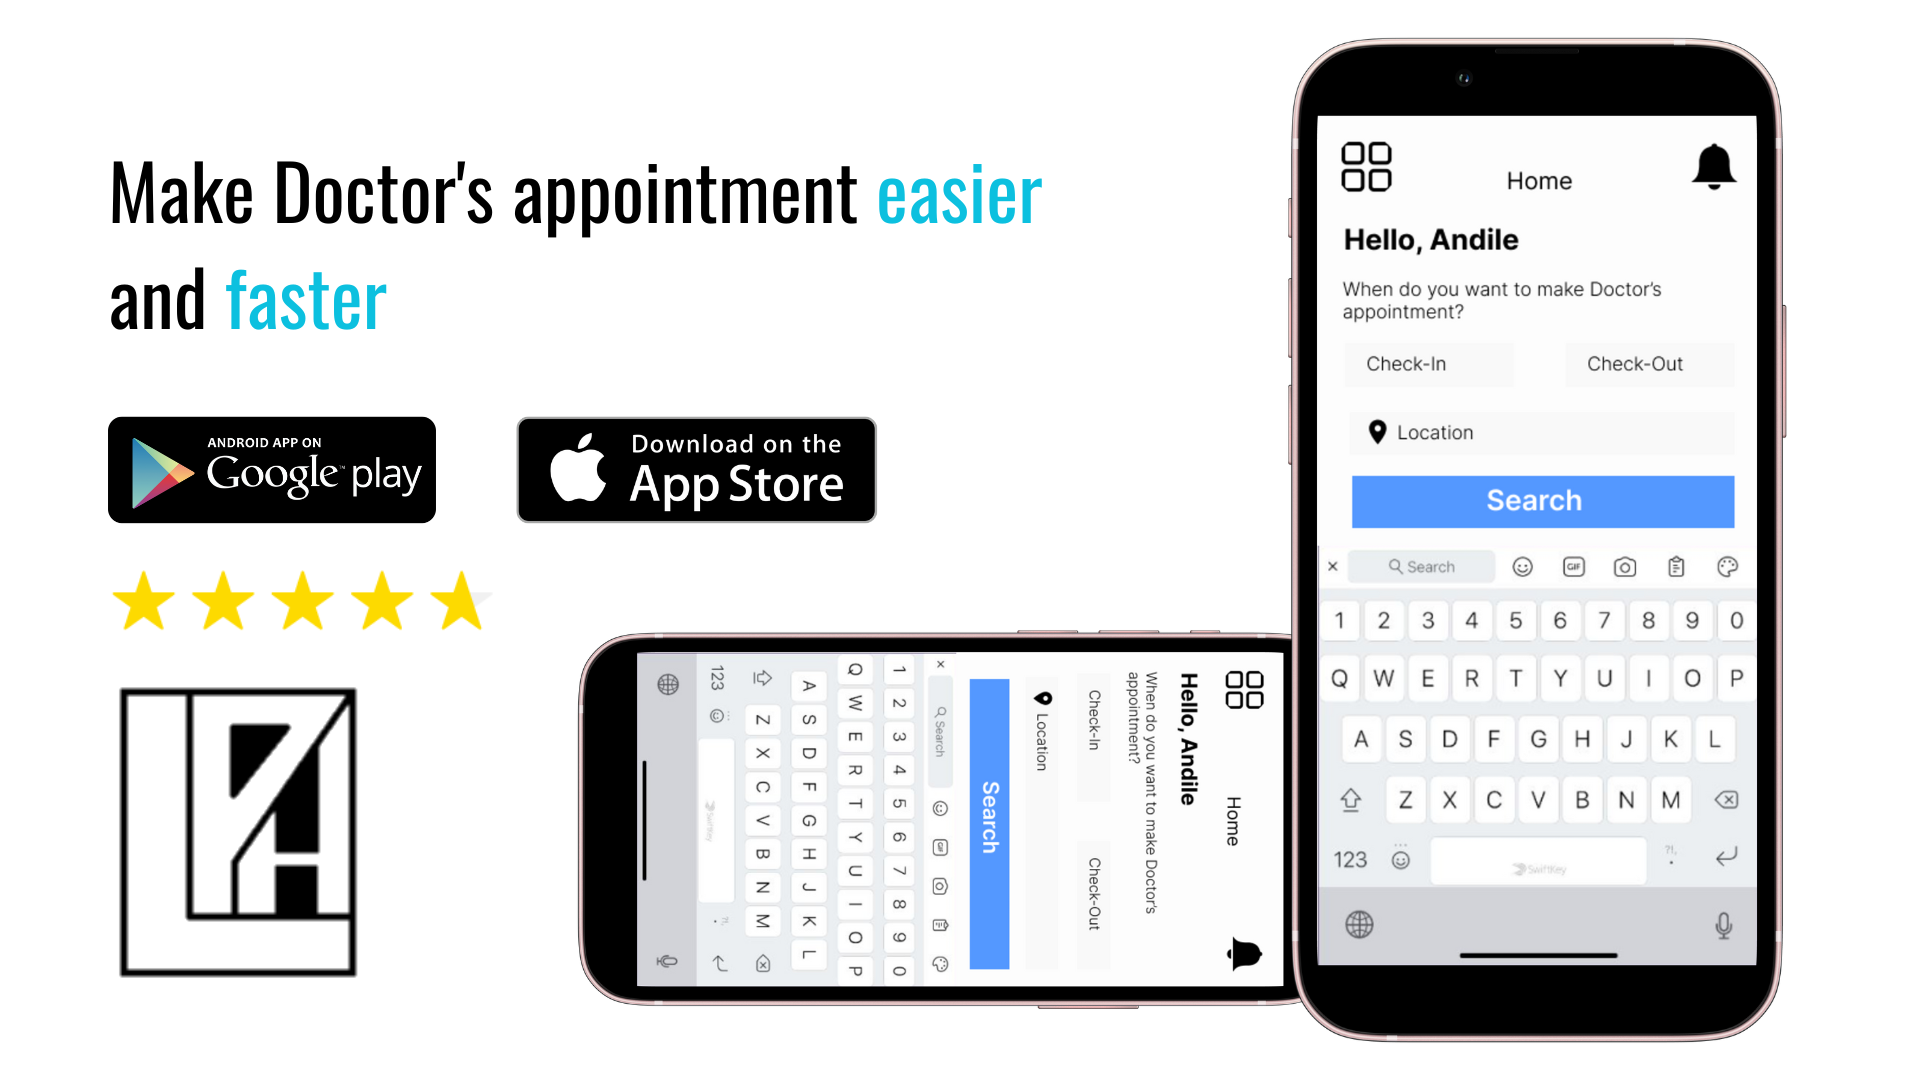 Make Doctor's appointment easier
and faster
ANDROID APP ON
Google™ play
Download on the
App Store
Home
Hello, Andile
When do you want to make Doctor's
appointment?
Check-In Check-Out
Location
Search
Search GIF
1 2 3 4 5 6 7 8 9 0
Q W E R T Y U I O P
A S D F G H J K L
Z X C V B N M
123 SwiftKey ?!, .
Home
Hello, Andile
When do you want to make Doctor's
appointment?
Check-In Check-Out
Location
Search
Search GIF
1 2 3 4 5 6 7 8 9 0
Q W E R T Y U I O P
A S D F G H J K L
Z X C V B N M
123 SwiftKey ?!, .